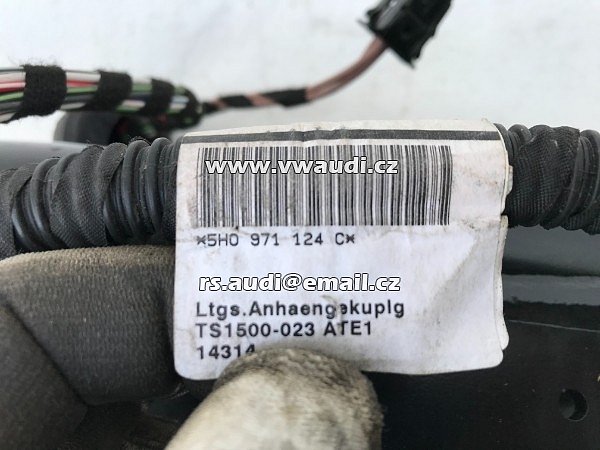 www.vwaudi.cz
*5H0 971 124 C*
rs.audi@email.cz
Ltgs.Anhaengekuplg
TS1500-023 ATE1
14314